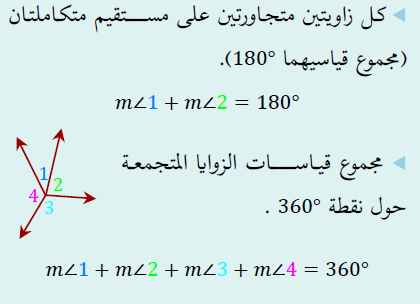 كل زاويتين متجاورتين على مستقيم متكاملتان
(مجموع قياسيهما 180°).
m∠1 + m∠2 = 180°
مجموع قياسات الزوايا المتجمعة
حول نقطة 360° .
1
2
4
3
m∠1 + m∠2 + m∠3 + m∠4 = 360°